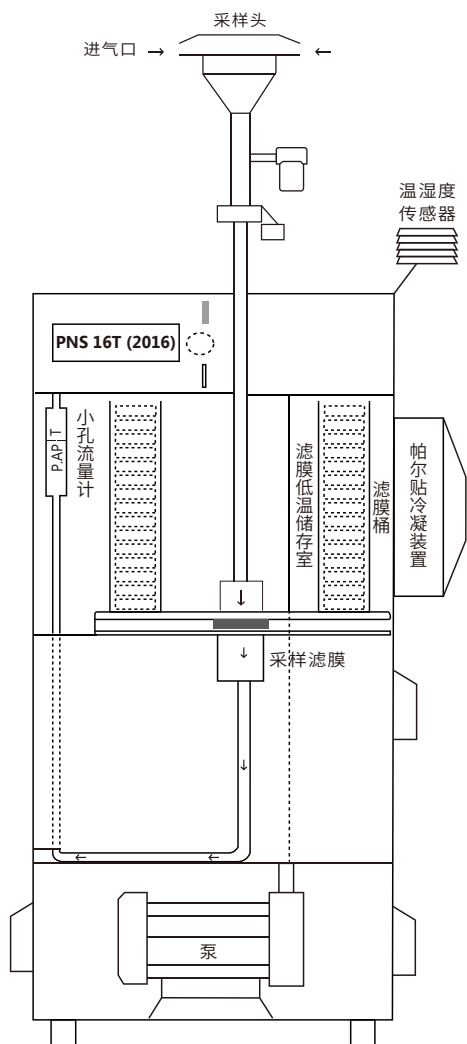 采样头
进气口
温湿度
传感器
PNS 16T (2016)
小孔流量计
P.AP|T
滤膜低温储存室
滤膜桶
帕尔贴冷凝装置
采样滤膜
泵